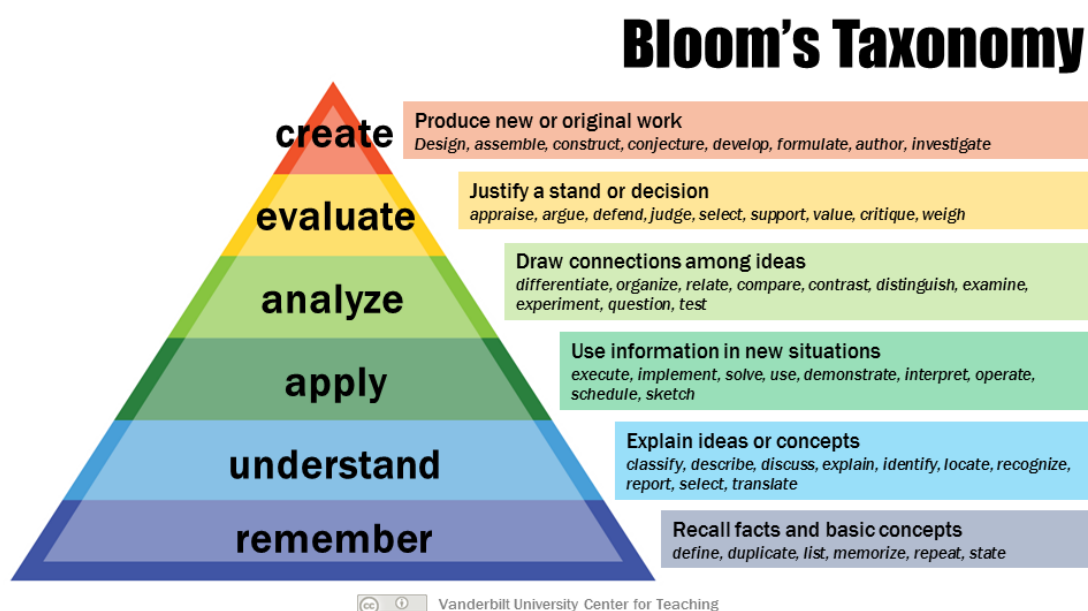 Bloom's Taxonomy
create
Produce new or original work
Design, assemble, construct, conjecture, develop, formulate, author, investigate
evaluate
Justify a stand or decision
appraise, argue, defend, judge, select, support, value, critique, weigh
analyze
Draw connections among ideas
differentiate, organize, relate, compare, contrast, distinguish, examine,
experiment, question, test
apply
Use information in new situations
execute, implement, solve, use, demonstrate, interpret, operate,
schedule, sketch
understand
Explain ideas or concepts
classify, describe, discuss, explain, identify, locate, recognize,
report, select, translate
remember
Recall facts and basic concepts
define, duplicate, list, memorize, repeat, state
cc
Vanderbilt University Center for Teaching